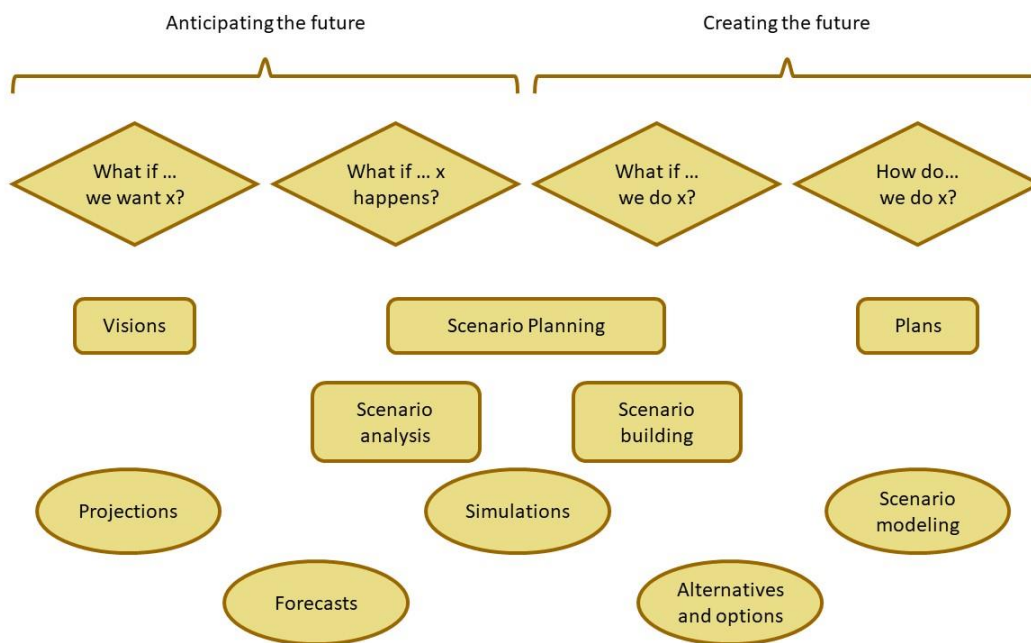 Anticipating the future
Creating the future
What if ...
we want x?
What if ... x
happens?
What if ...
we do x?
How do...
we do x?
Visions
Scenario Planning
Plans
Scenario
analysis
Scenario
building
Projections
Simulations
Scenario
modeling
Forecasts
Alternatives
and options